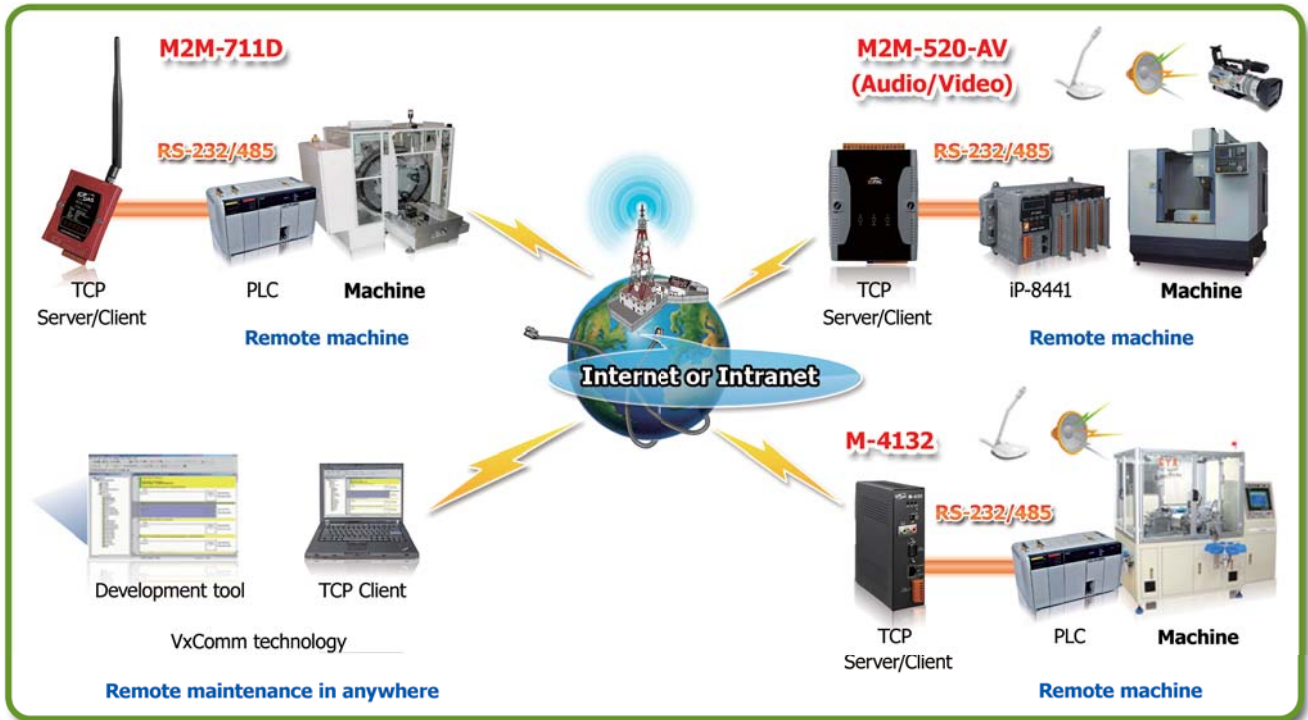 M2M-711D
RS-232/485
TCP
Server/Client
PLC
Machine
Remote machine
M2M-520-AV
(Audio/Video)
RS-232/485
TCP
Server/Client
iP-8441
Machine
Remote machine
Internet or Intranet
Development tool
TCP Client
VxComm technology
Remote maintenance in anywhere
M-4132
RS-232/485
TCP
Server/Client
PLC
Machine
Remote machine